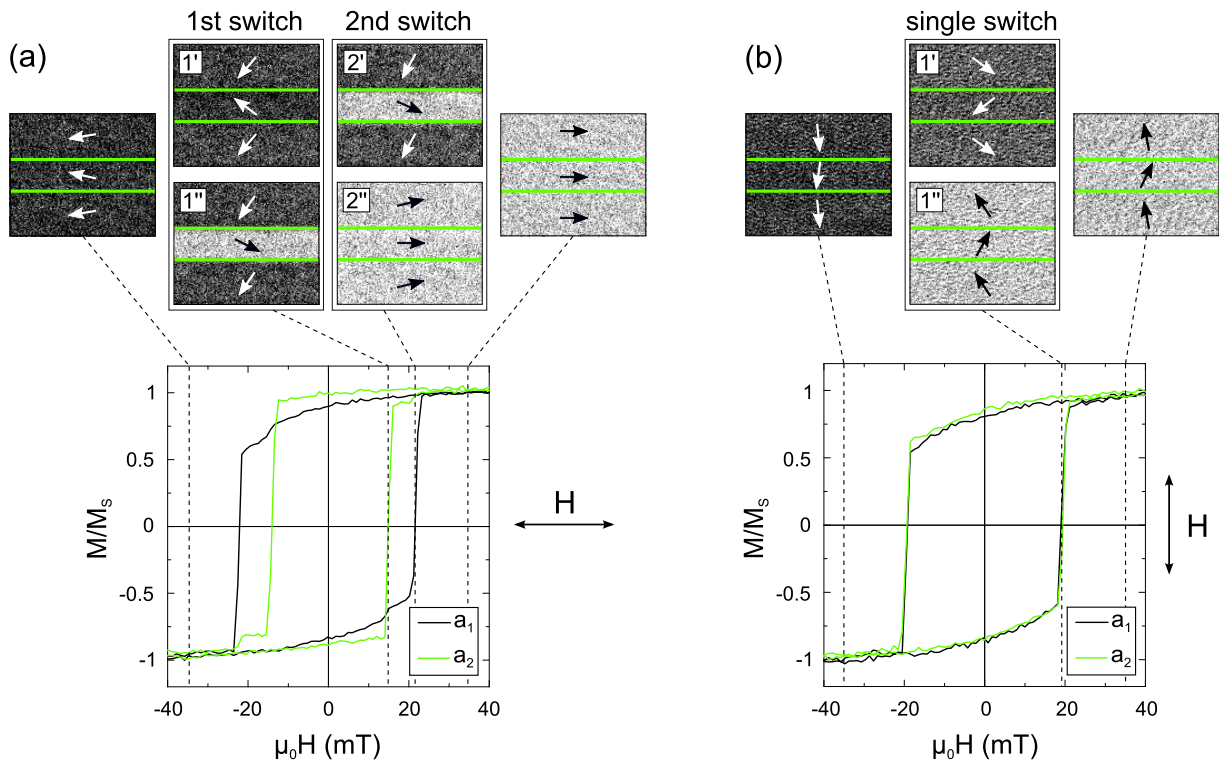 1st switch 2nd switch single switch
(a) 1' 2' (b) 1'
1" 2" 1"
1 1
0.5 0.5
M/Ms 0 H M/Ms 0 H
-0.5 -0.5
a1 a1
-1 a2 -1 a2
-40 -20 0 20 40 -40 -20 0 20 40
μ0H (mT) μ0H (mT)